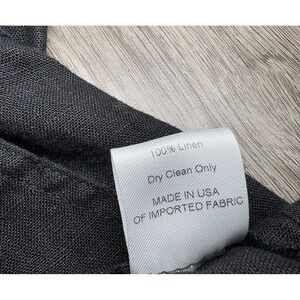 100% Linen
Dry Clean Only
MADE IN USA
OF IMPORTED FABRIC